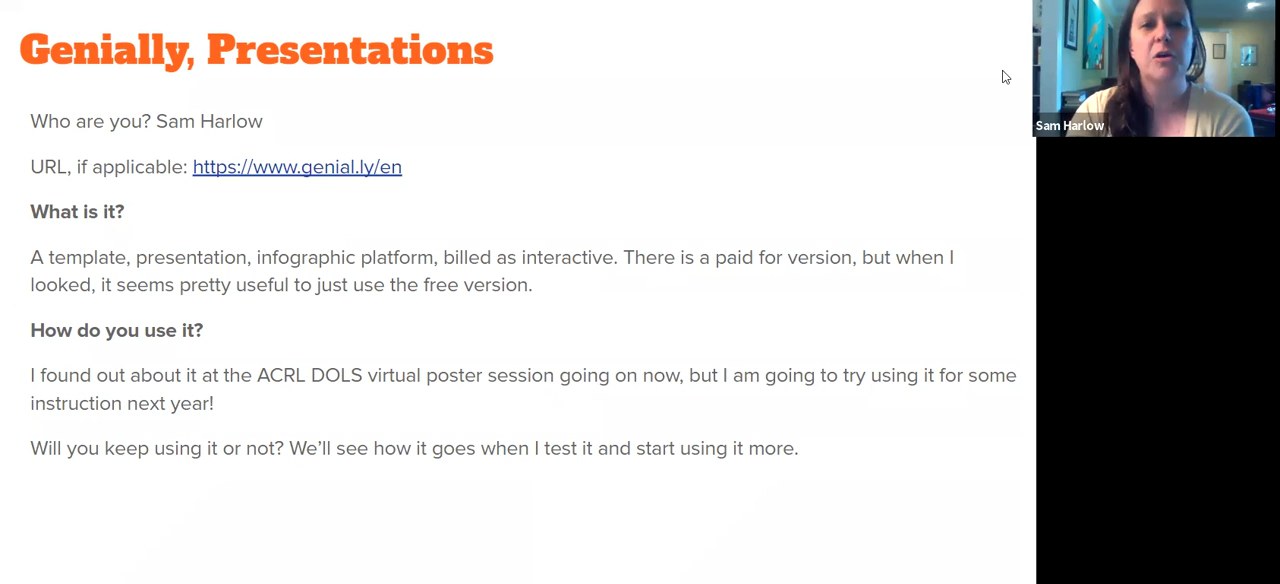 Genially, Presentations
Who are you? Sam Harlow
URL, if applicable: https://www.genial.ly/en
What is it?
A template, presentation, infographic platform, billed as interactive. There is a paid for version, but when I
looked, it seems pretty useful to just use the free version.
How do you use it?
I found out about it at the ACRL DOLS virtual poster session going on now, but I am going to try using it for some
instruction next year!
Will you keep using it or not? We’ll see how it goes when I test it and start using it more.
Sam Harlow